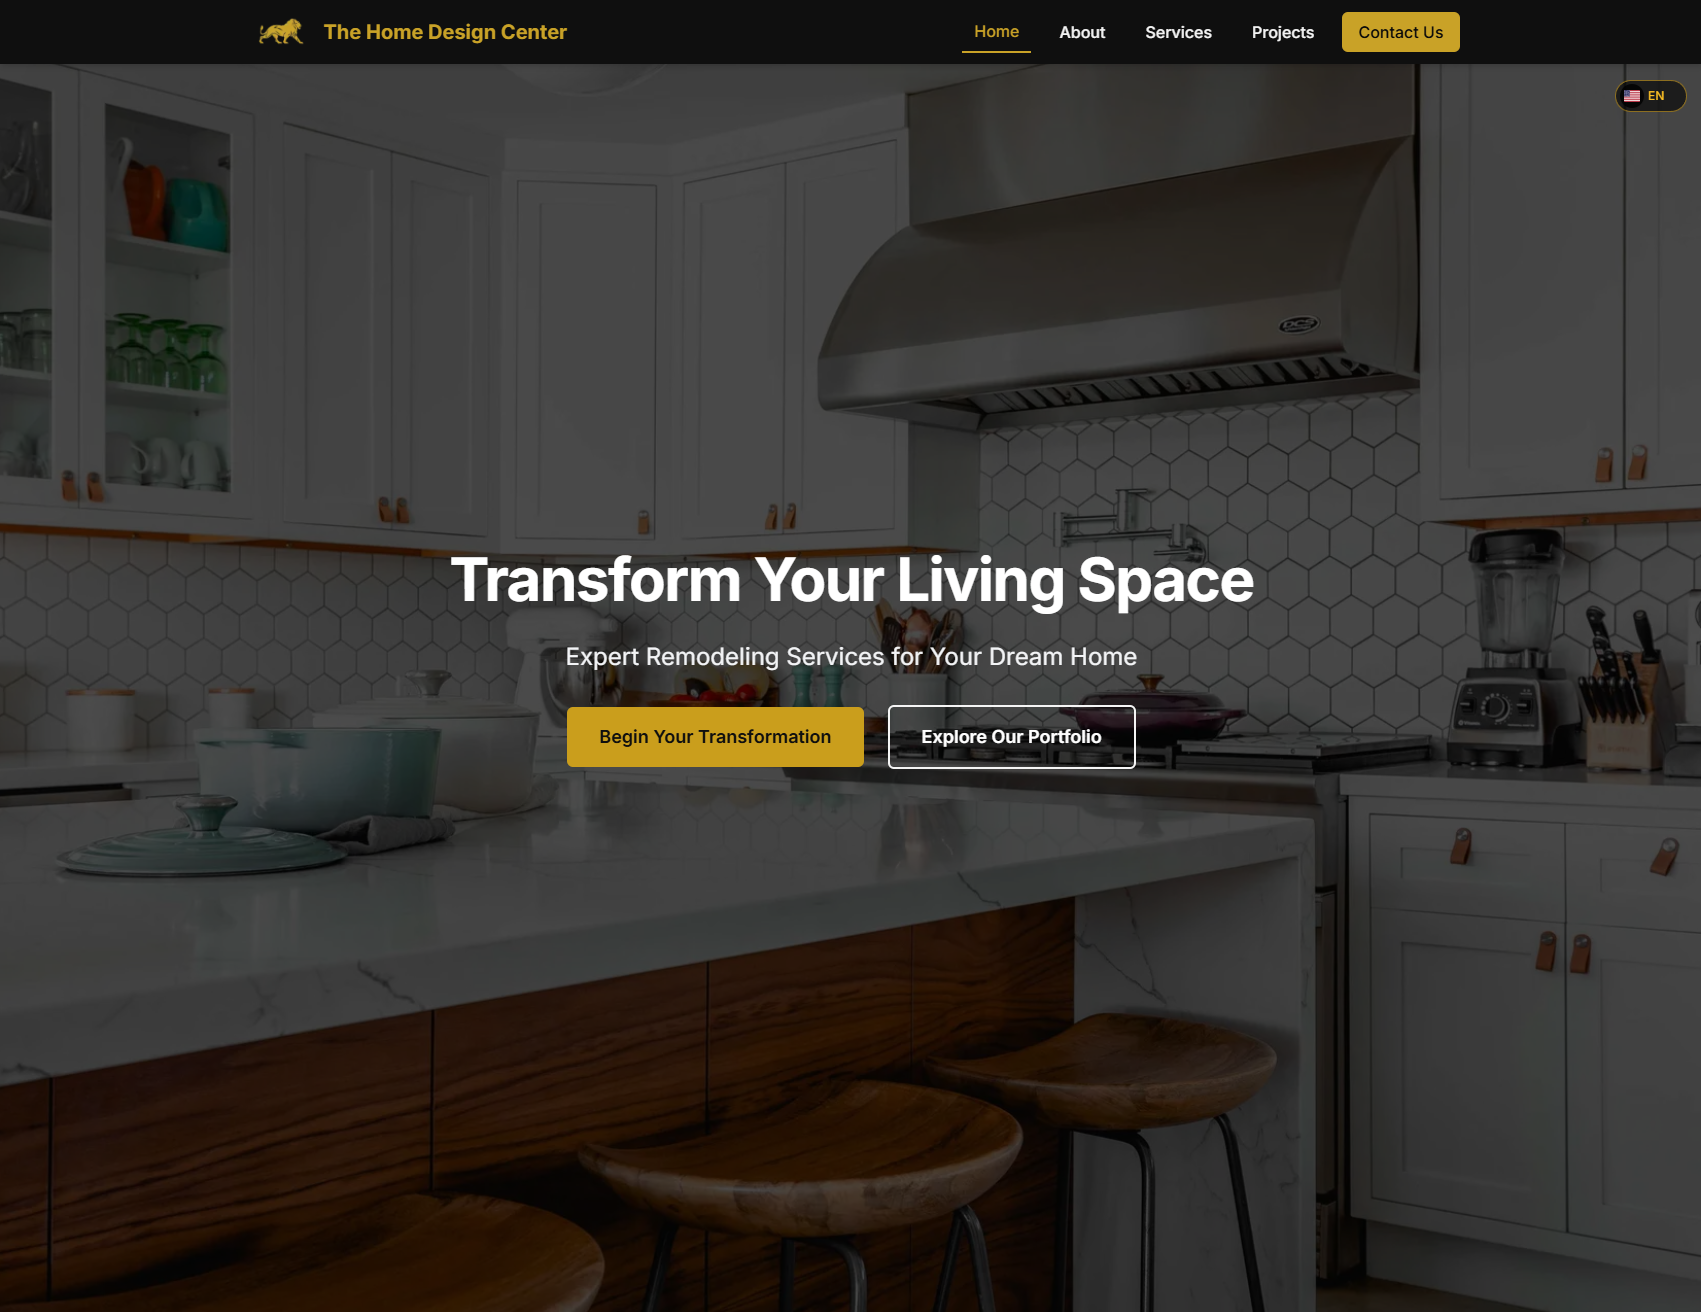 The Home Design Center
Home
About
Services
Projects
Contact Us
EN
DCS
Transform Your Living Space
Expert Remodeling Services for Your Dream Home
Begin Your Transformation
Explore Our Portfolio